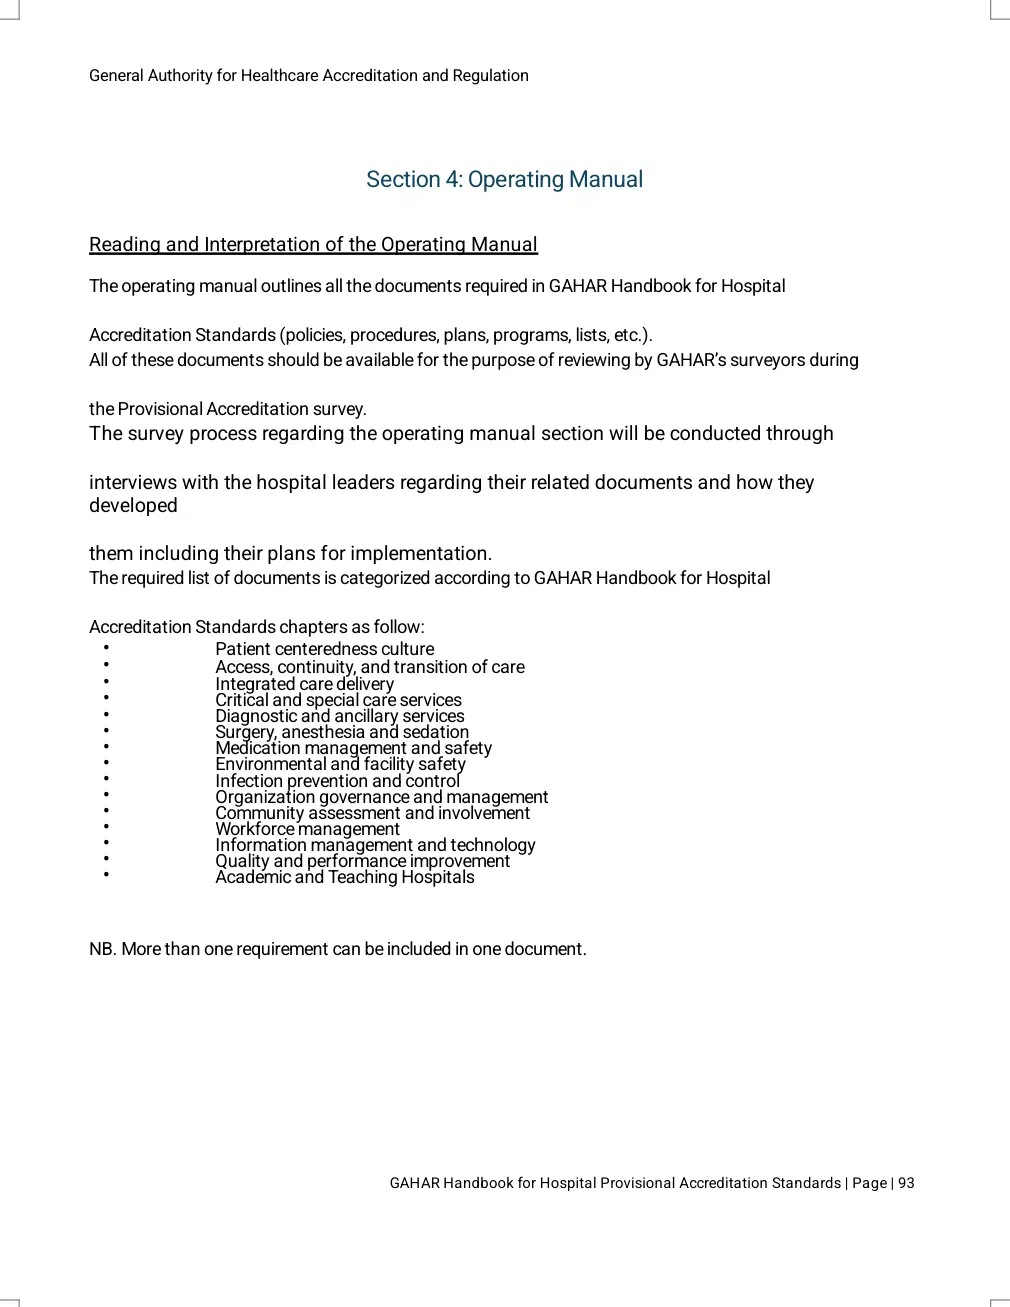 General Authority for Healthcare Accreditation and Regulation
Section 4: Operating Manual
Reading and Interpretation of the Operating Manual
The operating manual outlines all the documents required in GAHAR Handbook for Hospital
Accreditation Standards (policies, procedures, plans, programs, lists, etc.).
All of these documents should be available for the purpose of reviewing by GAHAR’s surveyors during
the Provisional Accreditation survey.
The survey process regarding the operating manual section will be conducted through
interviews with the hospital leaders regarding their related documents and how they
developed
them including their plans for implementation.
The required list of documents is categorized according to GAHAR Handbook for Hospital
Accreditation Standards chapters as follow:
• Patient centeredness culture
• Access, continuity, and transition of care
• Integrated care delivery
• Critical and special care services
• Diagnostic and ancillary services
• Surgery, anesthesia and sedation
• Medication management and safety
• Environmental and facility safety
• Infection prevention and control
• Organization governance and management
• Community assessment and involvement
• Workforce management
• Information management and technology
• Quality and performance improvement
• Academic and Teaching Hospitals
NB. More than one requirement can be included in one document.
GAHAR Handbook for Hospital Provisional Accreditation Standards | Page | 93